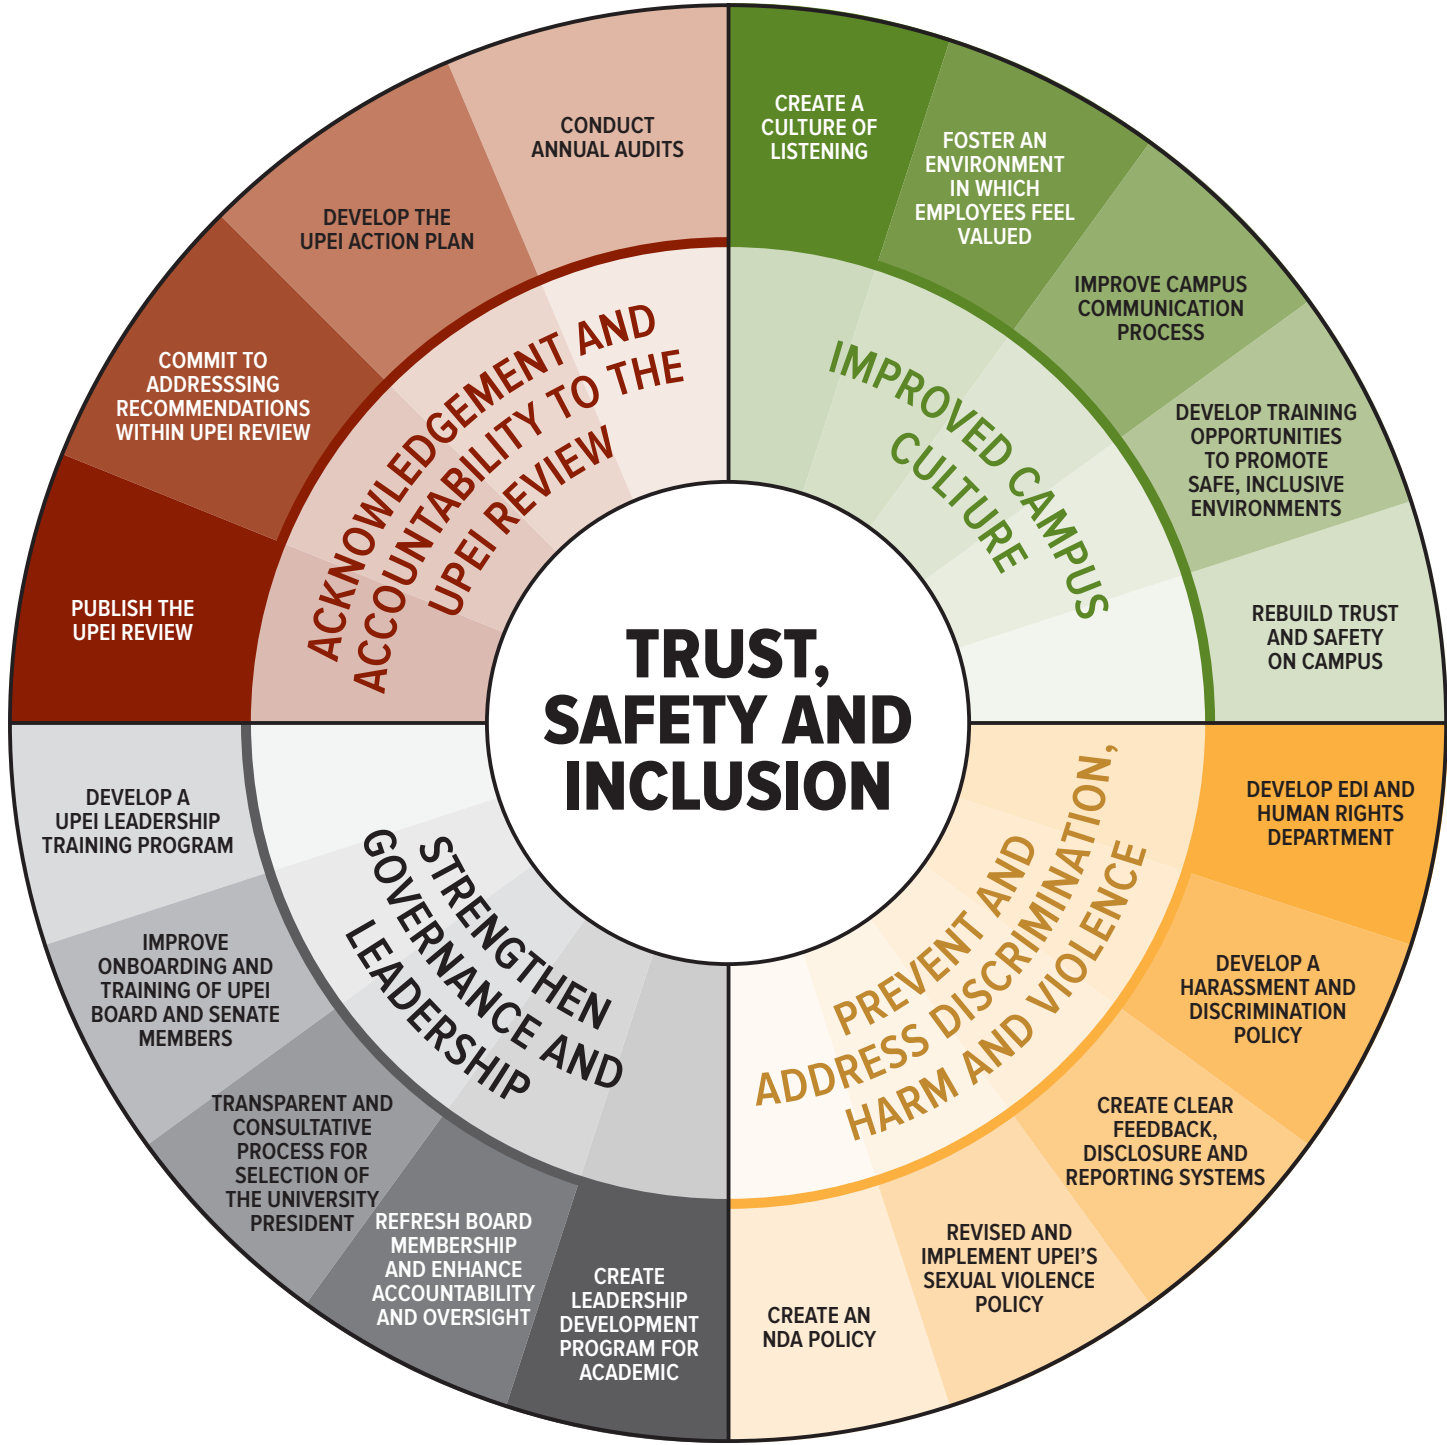 TRUST,
SAFETY AND
INCLUSION
ACKNOWLEDGEMENT AND
ACCOUNTABILITY TO THE
UPEI REVIEW
PUBLISH THE
UPEI REVIEW
COMMIT TO
ADDRESSSING
RECOMMENDATIONS
WITHIN UPEI REVIEW
DEVELOP THE
UPEI ACTION PLAN
CONDUCT
ANNUAL AUDITS
IMPROVED CAMPUS
CULTURE
CREATE A
CULTURE OF
LISTENING
FOSTER AN
ENVIRONMENT
IN WHICH
EMPLOYEES FEEL
VALUED
IMPROVE CAMPUS
COMMUNICATION
PROCESS
DEVELOP TRAINING
OPPORTUNITIES
TO PROMOTE
SAFE, INCLUSIVE
ENVIRONMENTS
REBUILD TRUST
AND SAFETY
ON CAMPUS
PREVENT AND
ADDRESS DISCRIMINATION,
HARM AND VIOLENCE
DEVELOP EDI AND
HUMAN RIGHTS
DEPARTMENT
DEVELOP A
HARASSMENT AND
DISCRIMINATION
POLICY
CREATE CLEAR
FEEDBACK,
DISCLOSURE AND
REPORTING SYSTEMS
REVISED AND
IMPLEMENT UPEI’S
SEXUAL VIOLENCE
POLICY
CREATE AN
NDA POLICY
STRENGTHEN
GOVERNANCE AND
LEADERSHIP
CREATE
LEADERSHIP
DEVELOPMENT
PROGRAM FOR
ACADEMIC
REFRESH BOARD
MEMBERSHIP
AND ENHANCE
ACCOUNTABILITY
AND OVERSIGHT
TRANSPARENT AND
CONSULTATIVE
PROCESS FOR
SELECTION OF
THE UNIVERSITY
PRESIDENT
IMPROVE
ONBOARDING AND
TRAINING OF UPEI
BOARD AND SENATE
MEMBERS
DEVELOP A
UPEI LEADERSHIP
TRAINING PROGRAM